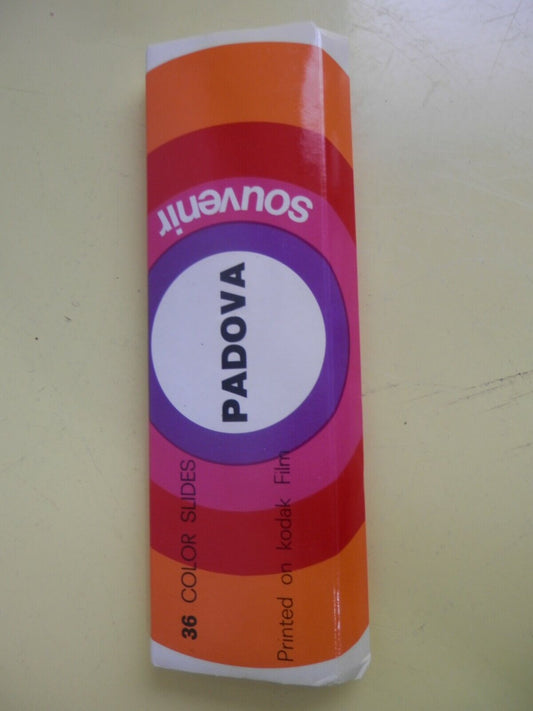 souvenir
PADOVA
36 COLOR SLIDES
Printed on kodak Film